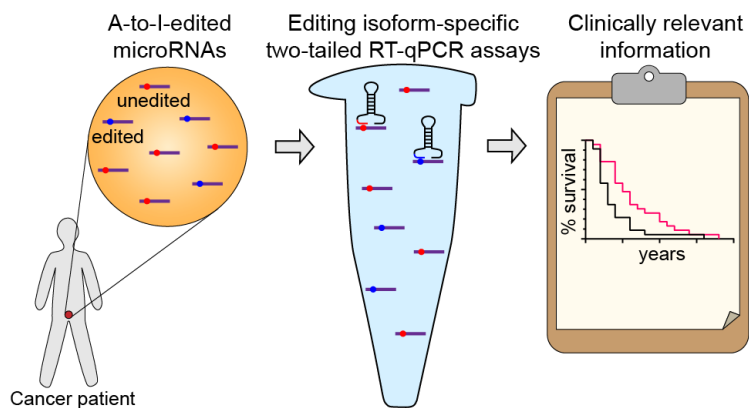 A-to-I-edited
microRNAs
unedited
edited
Cancer patient
Editing isoform-specific
two-tailed RT-qPCR assays
Clinically relevant
information
% survival
years